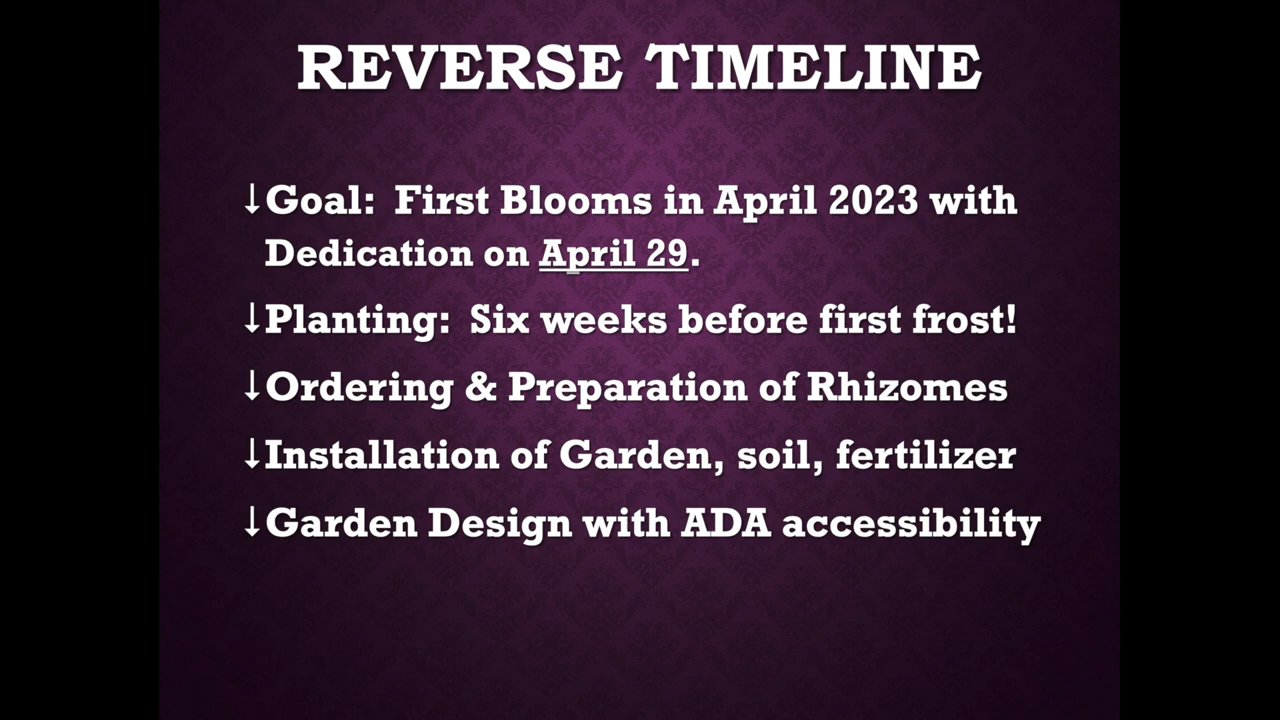 REVERSE TIMELINE
↓Goal:  First Blooms in April 2023 with
Dedication on April 29.
↓Planting:  Six weeks before first frost!
↓Ordering & Preparation of Rhizomes
↓Installation of Garden, soil, fertilizer
↓Garden Design with ADA accessibility